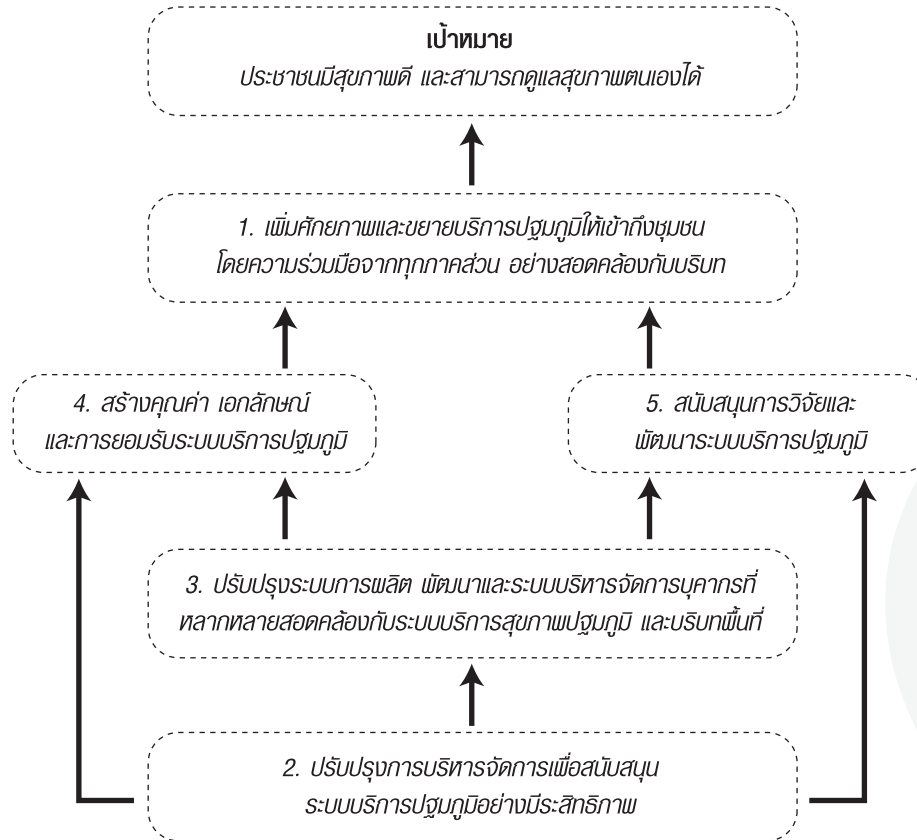 เป้าหมาย
ประชาชนมีสุขภาพดี และสามารถดูแลสุขภาพตนเองได้
1. เพิ่มศักยภาพและขยายบริการปฐมภูมิให้เข้าถึงชุมชน
โดยความร่วมมือจากทุกภาคส่วน อย่างสอดคล้องกับบริบท
4. สร้างคุณค่า เอกลักษณ์
และการยอมรับระบบบริการปฐมภูมิ
5. สนับสนุนการวิจัยและ
พัฒนาระบบบริการปฐมภูมิ
3. ปรับปรุงระบบการผลิต พัฒนาและระบบบริหารจัดการบุคากรที่
หลากหลายสอดคล้องกับระบบบริการสุขภาพปฐมภูมิ และบริบทพื้นที่
2. ปรับปรุงการบริหารจัดการเพื่อสนับสนุน
ระบบบริการปฐมภูมิอย่างมีระสิทธิภาพ